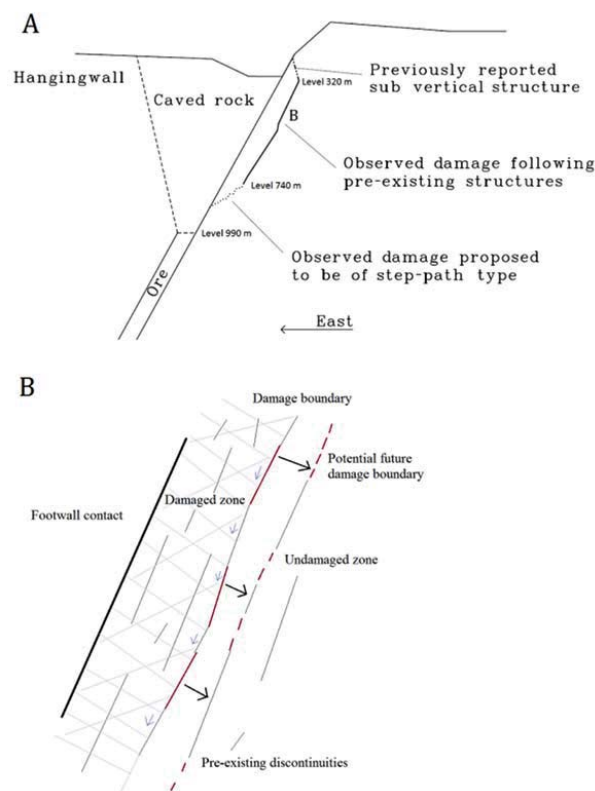 A
Hangingwall
Caved rock
Level 320 m
Previously reported
sub vertical structure
B
Observed damage following
pre-existing structures
Level 740 m
Level 990 m
Observed damage proposed
to be of step-path type
Ore
East
B
Damage boundary
Potential future
damage boundary
Damaged zone
Footwall contact
Undamaged zone
Pre-existing discontinuities